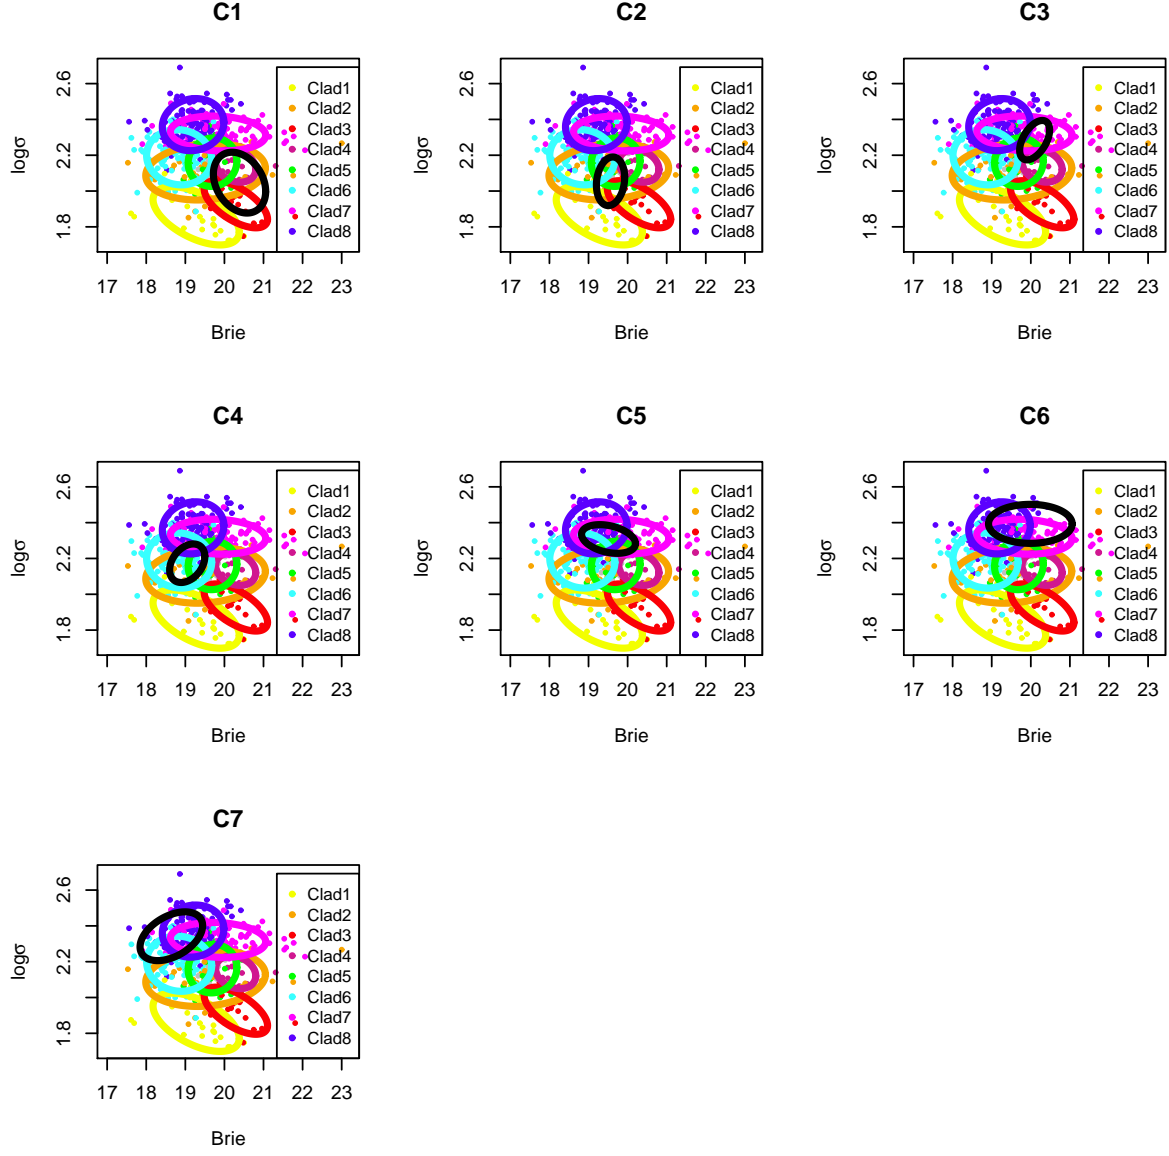 C1
2.6
2.2
1.8
logσ
Clad1
Clad2
Clad3
Clad4
Clad5
Clad6
Clad7
Clad8
17 18 19 20 21 22 23
Brie
C2
2.6
2.2
1.8
logσ
Clad1
Clad2
Clad3
Clad4
Clad5
Clad6
Clad7
Clad8
17 18 19 20 21 22 23
Brie
C3
2.6
2.2
1.8
logσ
Clad1
Clad2
Clad3
Clad4
Clad5
Clad6
Clad7
Clad8
17 18 19 20 21 22 23
Brie
C4
2.6
2.2
1.8
logσ
Clad1
Clad2
Clad3
Clad4
Clad5
Clad6
Clad7
Clad8
17 18 19 20 21 22 23
Brie
C5
2.6
2.2
1.8
logσ
Clad1
Clad2
Clad3
Clad4
Clad5
Clad6
Clad7
Clad8
17 18 19 20 21 22 23
Brie
C6
2.6
2.2
1.8
logσ
Clad1
Clad2
Clad3
Clad4
Clad5
Clad6
Clad7
Clad8
17 18 19 20 21 22 23
Brie
C7
2.6
2.2
1.8
logσ
Clad1
Clad2
Clad3
Clad4
Clad5
Clad6
Clad7
Clad8
17 18 19 20 21 22 23
Brie